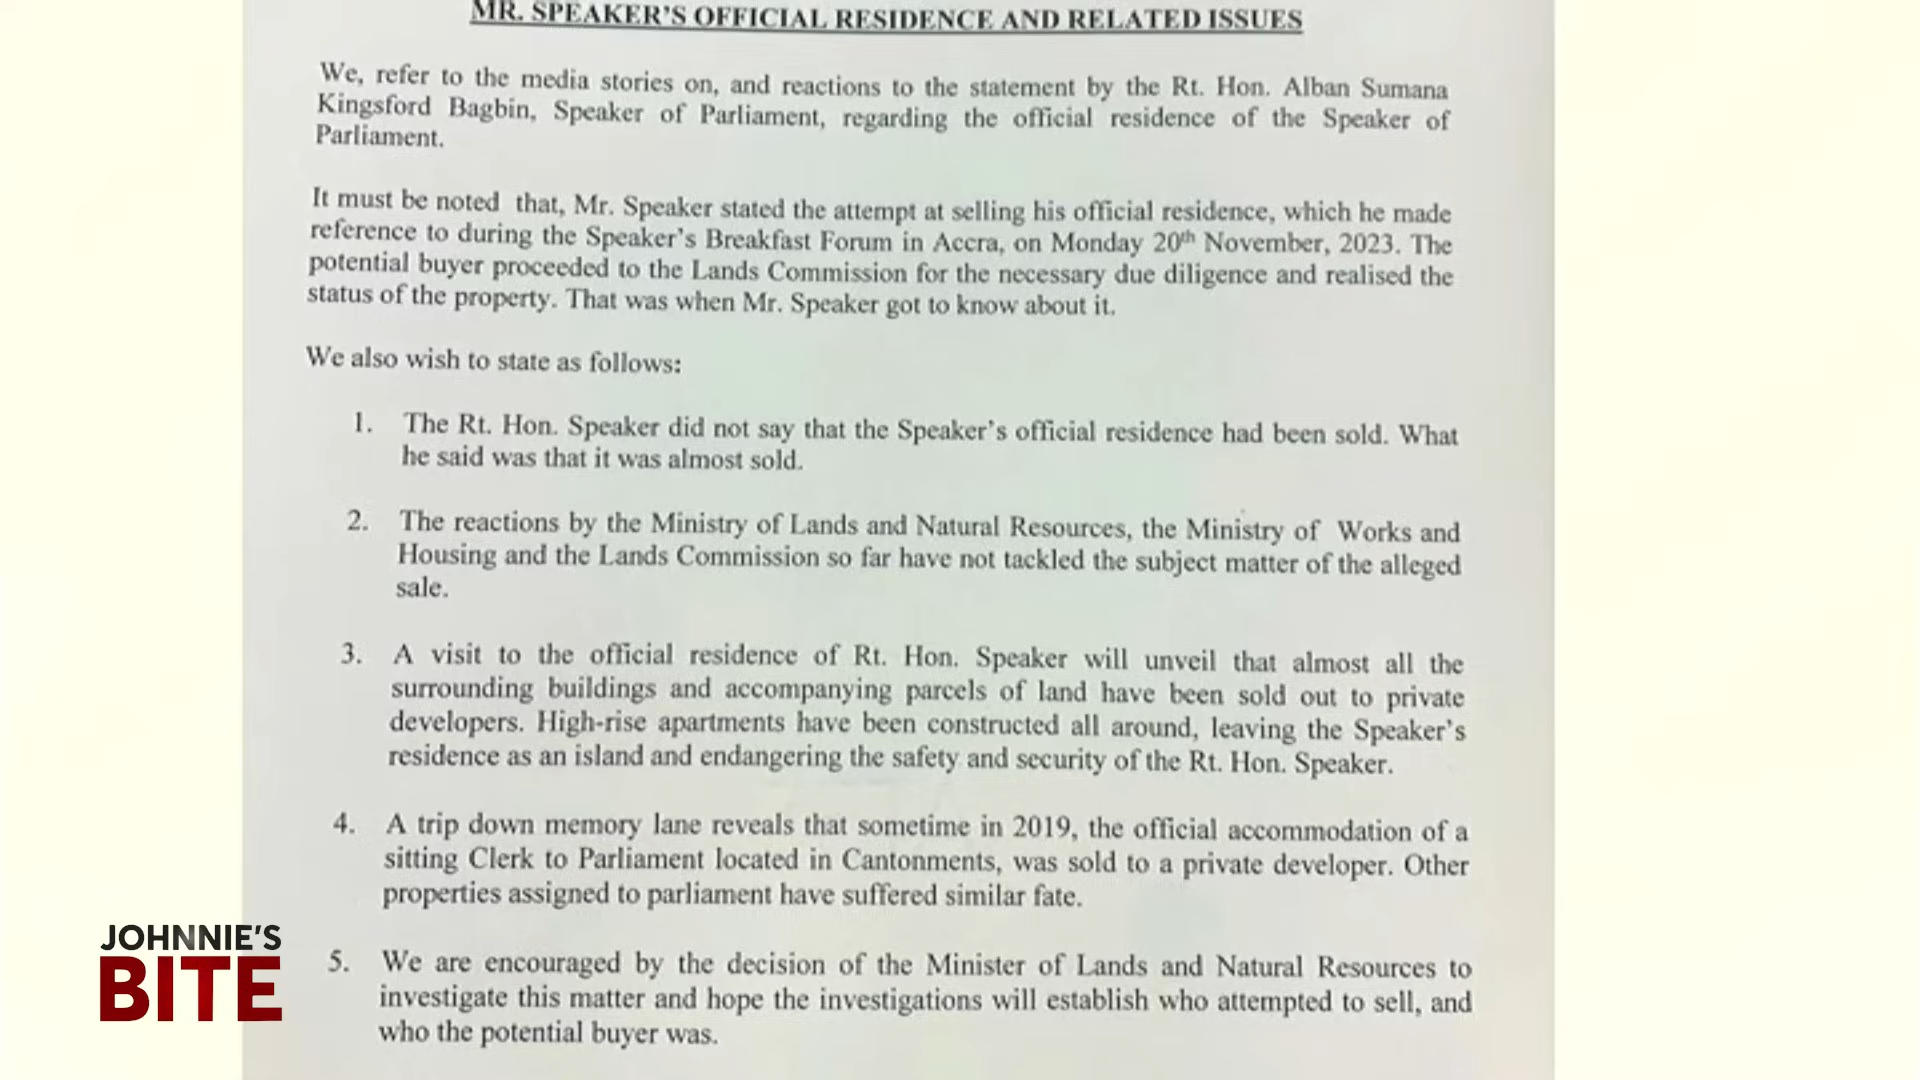 MR. SPEAKER'S OFFICIAL RESIDENCE AND RELATED ISSUES
We, refer to the media stories on, and reactions to the statement by the Rt. Hon. Alban Sumana
Kingsford Bagbin, Speaker of Parliament, regarding the official residence of the Speaker of
Parliament.
It must be noted that, Mr. Speaker stated the attempt at selling his official residence, which he made
reference to during the Speaker's Breakfast Forum in Accra, on Monday 20th November, 2023. The
potential buyer proceeded to the Lands Commission for the necessary due diligence and realised the
status of the property. That was when Mr. Speaker got to know about it.
We also wish to state as follows:
1. The Rt. Hon. Speaker did not say that the Speaker's official residence had been sold. What
he said was that it was almost sold.
2. The reactions by the Ministry of Lands and Natural Resources, the Ministry of Works and
Housing and the Lands Commission so far have not tackled the subject matter of the alleged
sale.
3. A visit to the official residence of Rt. Hon. Speaker will unveil that almost all the
surrounding buildings and accompanying parcels of land have been sold out to private
developers. High-rise apartments have been constructed all around, leaving the Speaker's
residence as an island and endangering the safety and security of the Rt. Hon. Speaker.
4. A trip down memory lane reveals that sometime in 2019, the official accommodation of a
sitting Clerk to Parliament located in Cantonments, was sold to a private developer. Other
properties assigned to parliament have suffered similar fate.
5. We are encouraged by the decision of the Minister of Lands and Natural Resources to
investigate this matter and hope the investigations will establish who attempted to sell, and
who the potential buyer was.
JOHNNIE'S
BITE